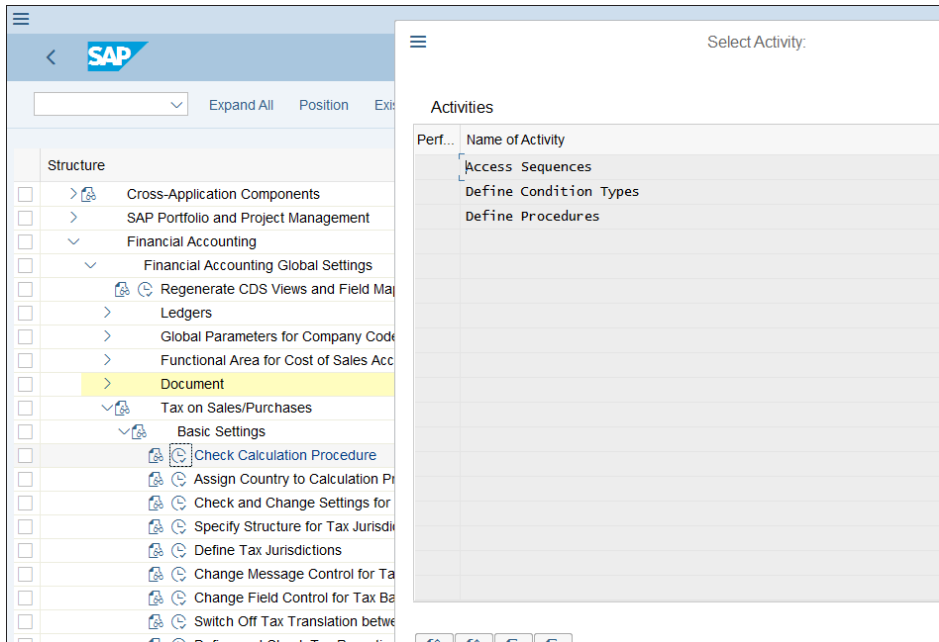 SAP
Expand All Position
Structure
Cross-Application Components
SAP Portfolio and Project Management
Financial Accounting
Financial Accounting Global Settings
Regenerate CDS Views and Field Ma
Ledgers
Global Parameters for Company Code
Functional Area for Cost of Sales Acc
Document
Tax on Sales/Purchases
Basic Settings
Check Calculation Procedure
Assign Country to Calculation Pr
Check and Change Settings for
Specify Structure for Tax Jurisdi
Define Tax Jurisdictions
Change Message Control for Ta
Change Field Control for Tax Ba
Switch Off Tax Translation betwe
Select Activity:
Activities
Perf... Name of Activity
Access Sequences
Define Condition Types
Define Procedures